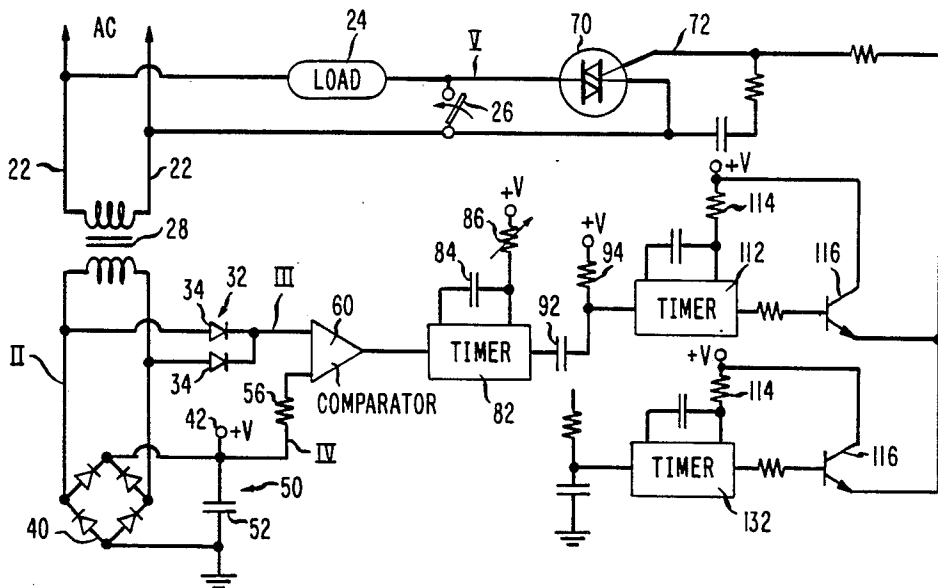 AC
24
V
70
72
LOAD
26
22
22
28
+V
114
+V
86
+V
94
112
116
84
TIMER
92
34
32
III
60
TIMER
82
II
34
56
COMPARATOR
+V
114
42
+V
IV
TIMER
116
50
52
132
40